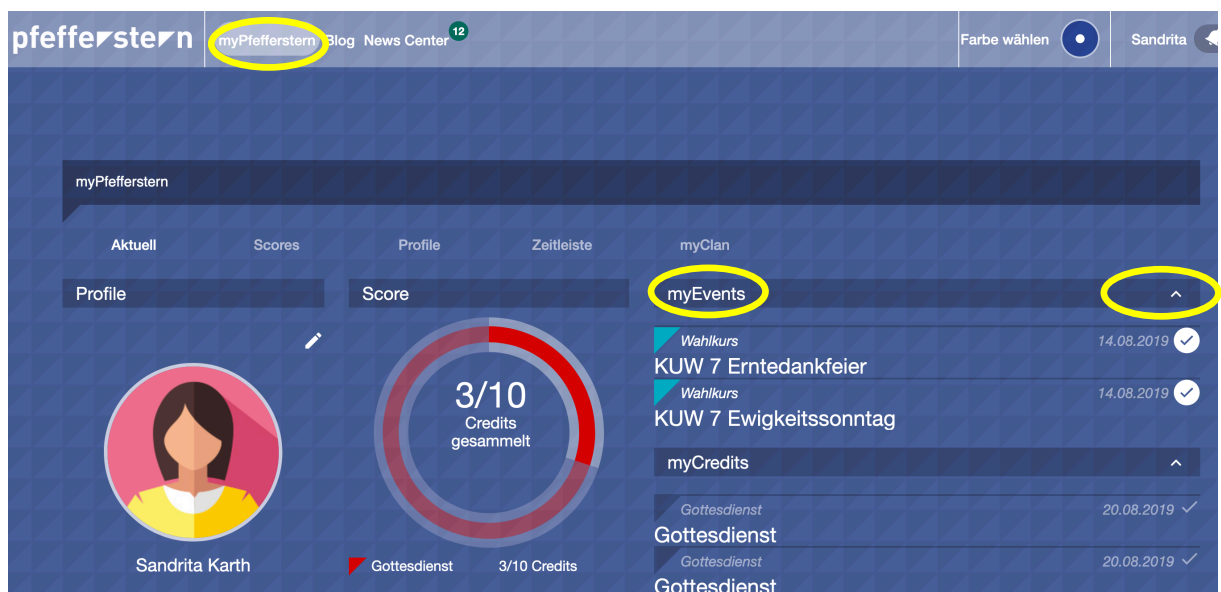 pfefferstern myPfefferstern Blog News Center 12 Farbe wählen Sandrita
myPfefferstern
Aktuell Scores Profile Zeitleiste myClan
Profile Score myEvents
Wahlkurs 14.08.2019
KUW 7 Erntedankfeier
Wahlkurs 14.08.2019
KUW 7 Ewigkeitssonntag
3/10
Credits
gesammelt
myCredits
Gottesdienst 20.08.2019
Gottesdienst
Gottesdienst 20.08.2019
Gottesdienst
Sandrita Karth
Gottesdienst 3/10 Credits